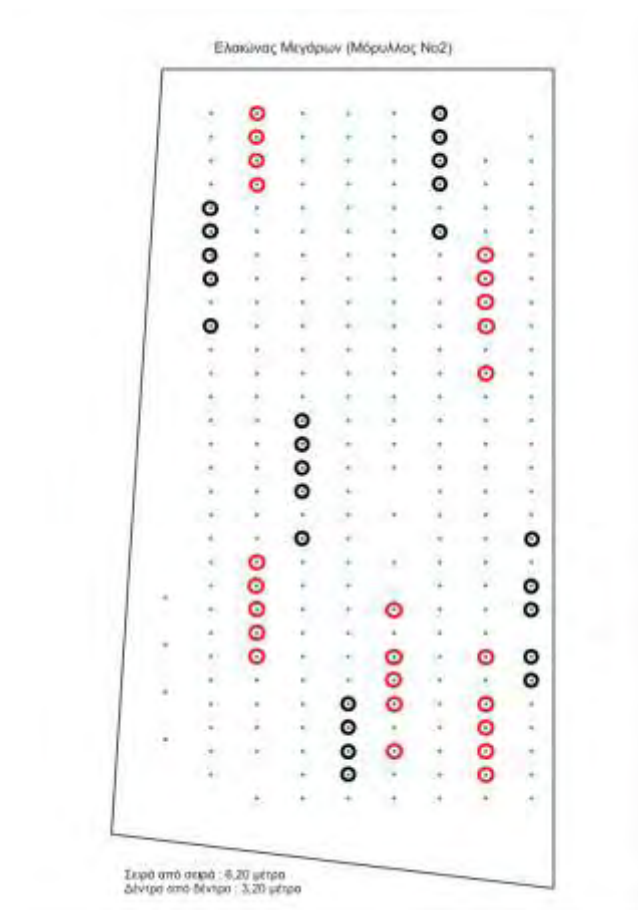 Ελαιώνας Μεγάρων (Μόρυλλος Νο2)
Σειρά από σειρά : 6,20 μέτρα
Δέντρο από δέντρο : 3,20 μέτρα